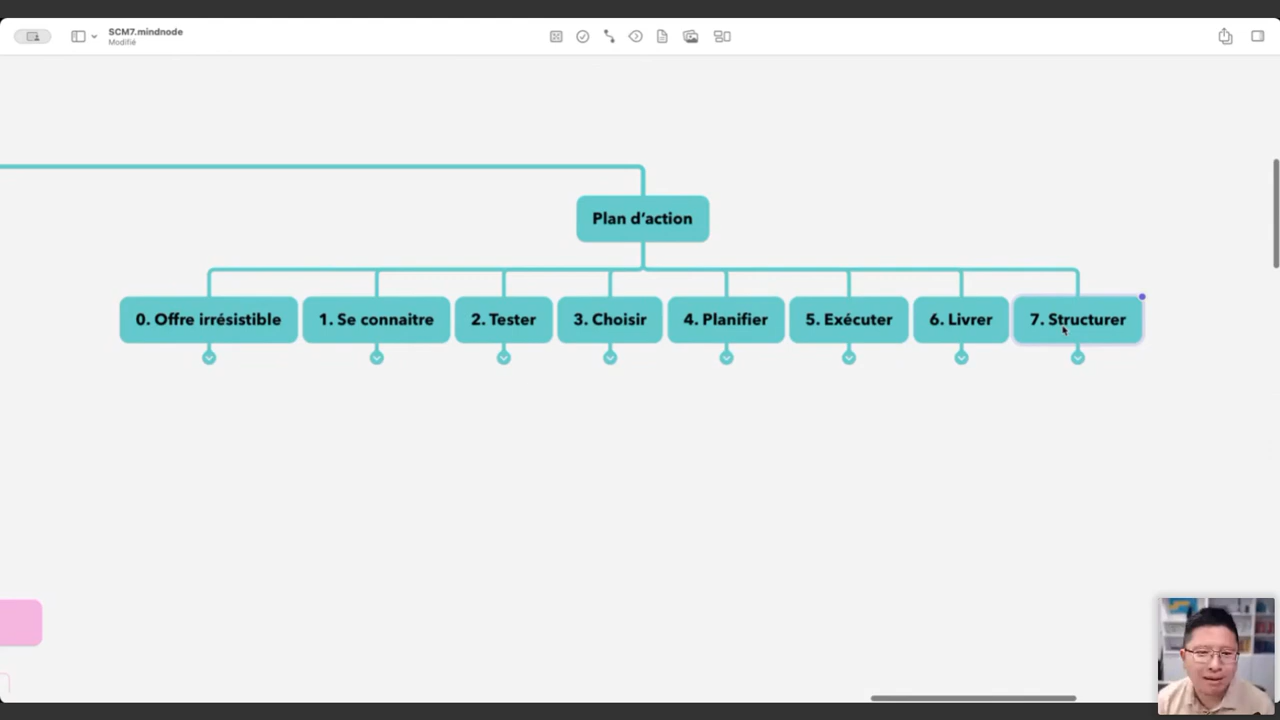 SCM7.mindnode
Modifié
Plan d’action
0. Offre irrésistible
1. Se connaitre
2. Tester
3. Choisir
4. Planifier
5. Exécuter
6. Livrer
7. Structurer